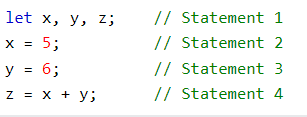 let x, y, z;    // Statement 1
x = 5;          // Statement 2
y = 6;          // Statement 3
z = x + y;      // Statement 4